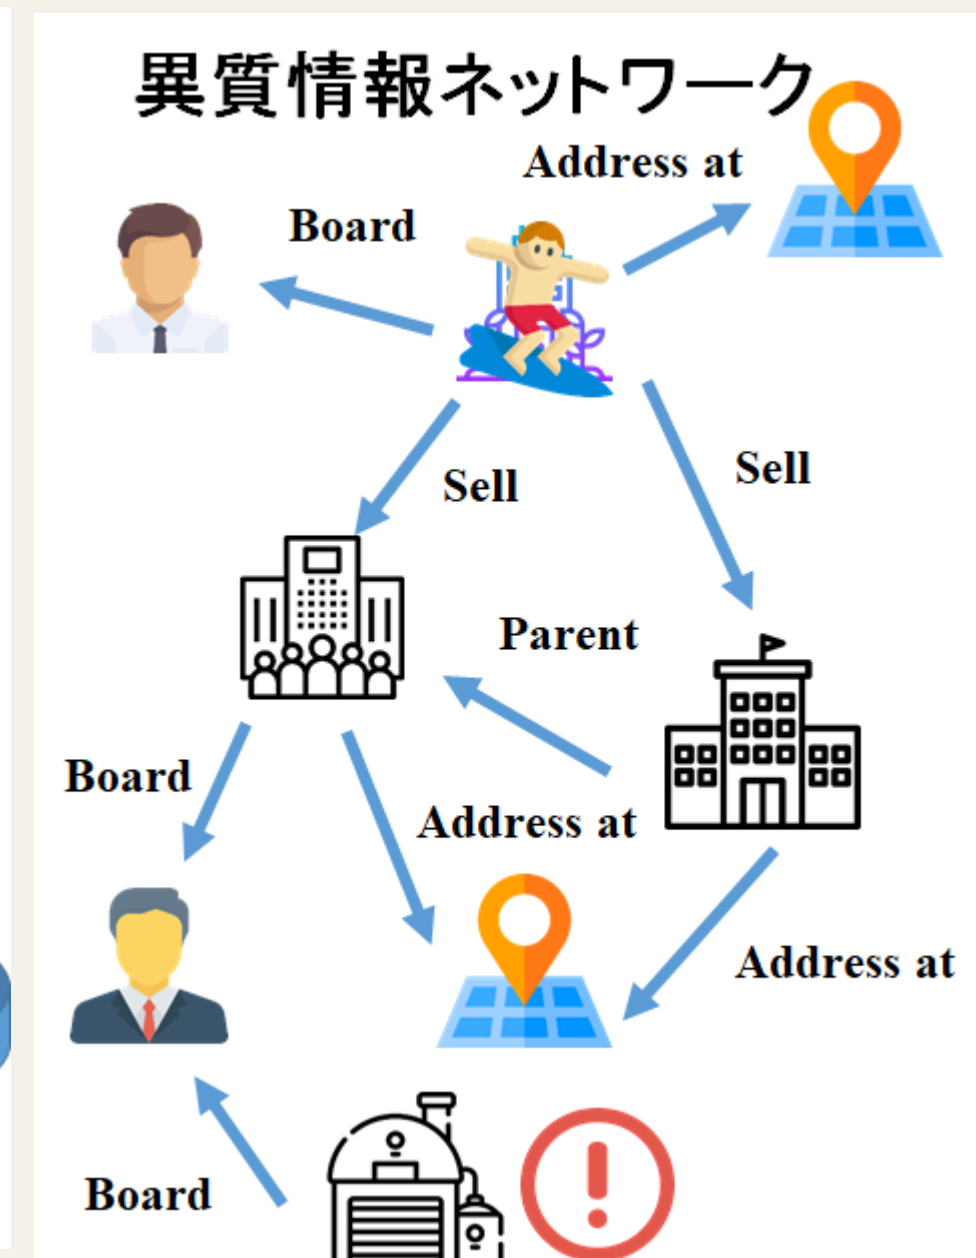 異質情報ネットワーク
Address at
Board
Sell
Sell
Parent
Board
Address at
Address at
Board